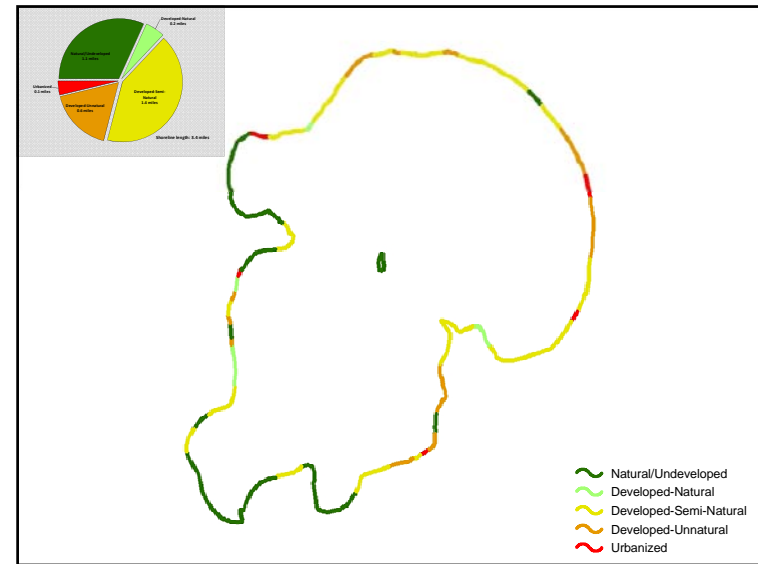 Developed-Natural
0.2 miles
Natural/Undeveloped
1.1 miles
Urbanized
0.1 miles
Developed Semi-
Natural
1.4 miles
Developed-Unnatural
0.6 miles
Shoreline length: 3.4 miles
Natural/Undeveloped
Developed-Natural
Developed-Semi-Natural
Developed-Unnatural
Urbanized